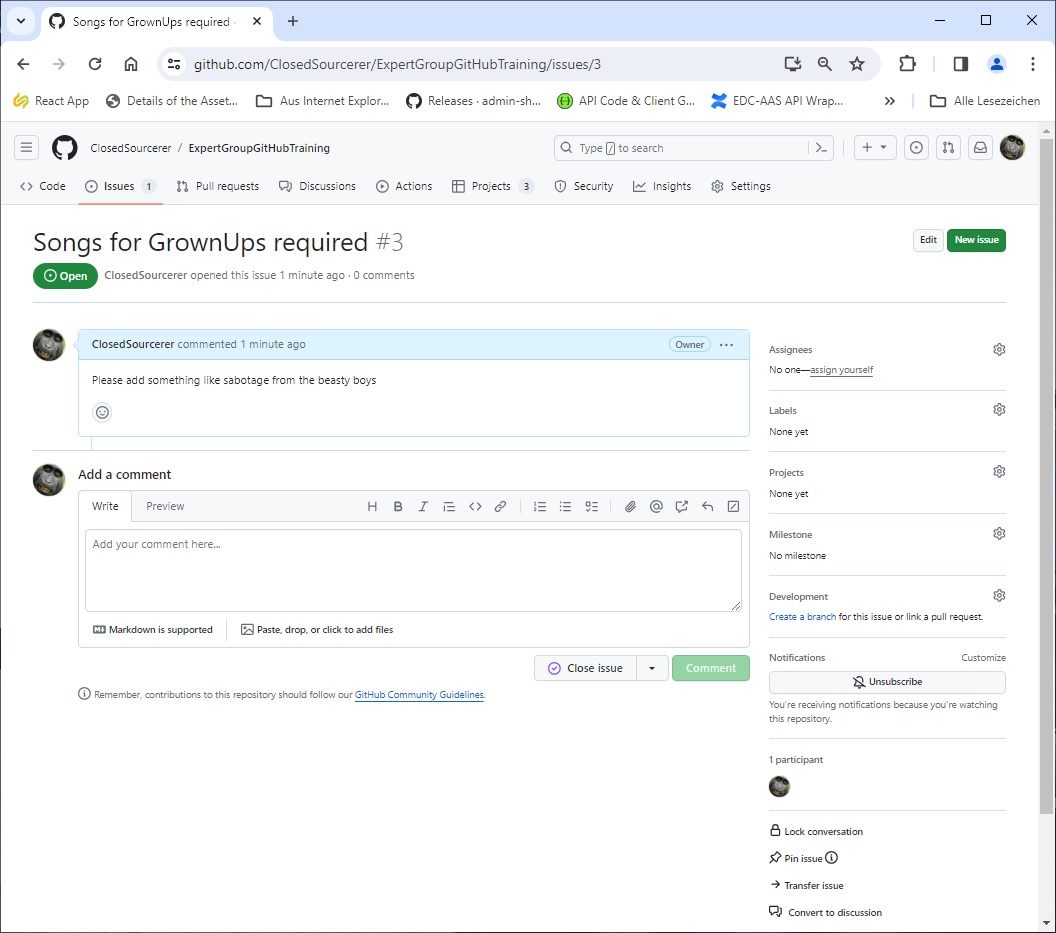 Songs for GrownUps required ·
github.com/ClosedSourcerer/ExpertGroupGitHubTraining/issues/3
React App Details of the Asset... Aus Internet Explor... Releases · admin-sh... API Code & Client G... EDC-AAS API Wrap... » Alle Lesezeichen
ClosedSourcerer / ExpertGroupGitHubTraining Type / to search
Code Issues 1 Pull requests Discussions Actions Projects 3 Security Insights Settings
Songs for GrownUps required #3 Edit New issue
Open ClosedSourcerer opened this issue 1 minute ago · 0 comments
ClosedSourcerer commented 1 minute ago Owner ...
Please add something like sabotage from the beasty boys
Add a comment
Write Preview
Add your comment here...
Markdown is supported Paste, drop, or click to add files
Close issue Comment
Remember, contributions to this repository should follow our GitHub Community Guidelines.
Assignees
No one—assign yourself
Labels
None yet
Projects
None yet
Milestone
No milestone
Development
Create a branch for this issue or link a pull request.
Notifications Customize
Unsubscribe
You're receiving notifications because you're watching
this repository.
1 participant
Lock conversation
Pin issue
Transfer issue
Convert to discussion